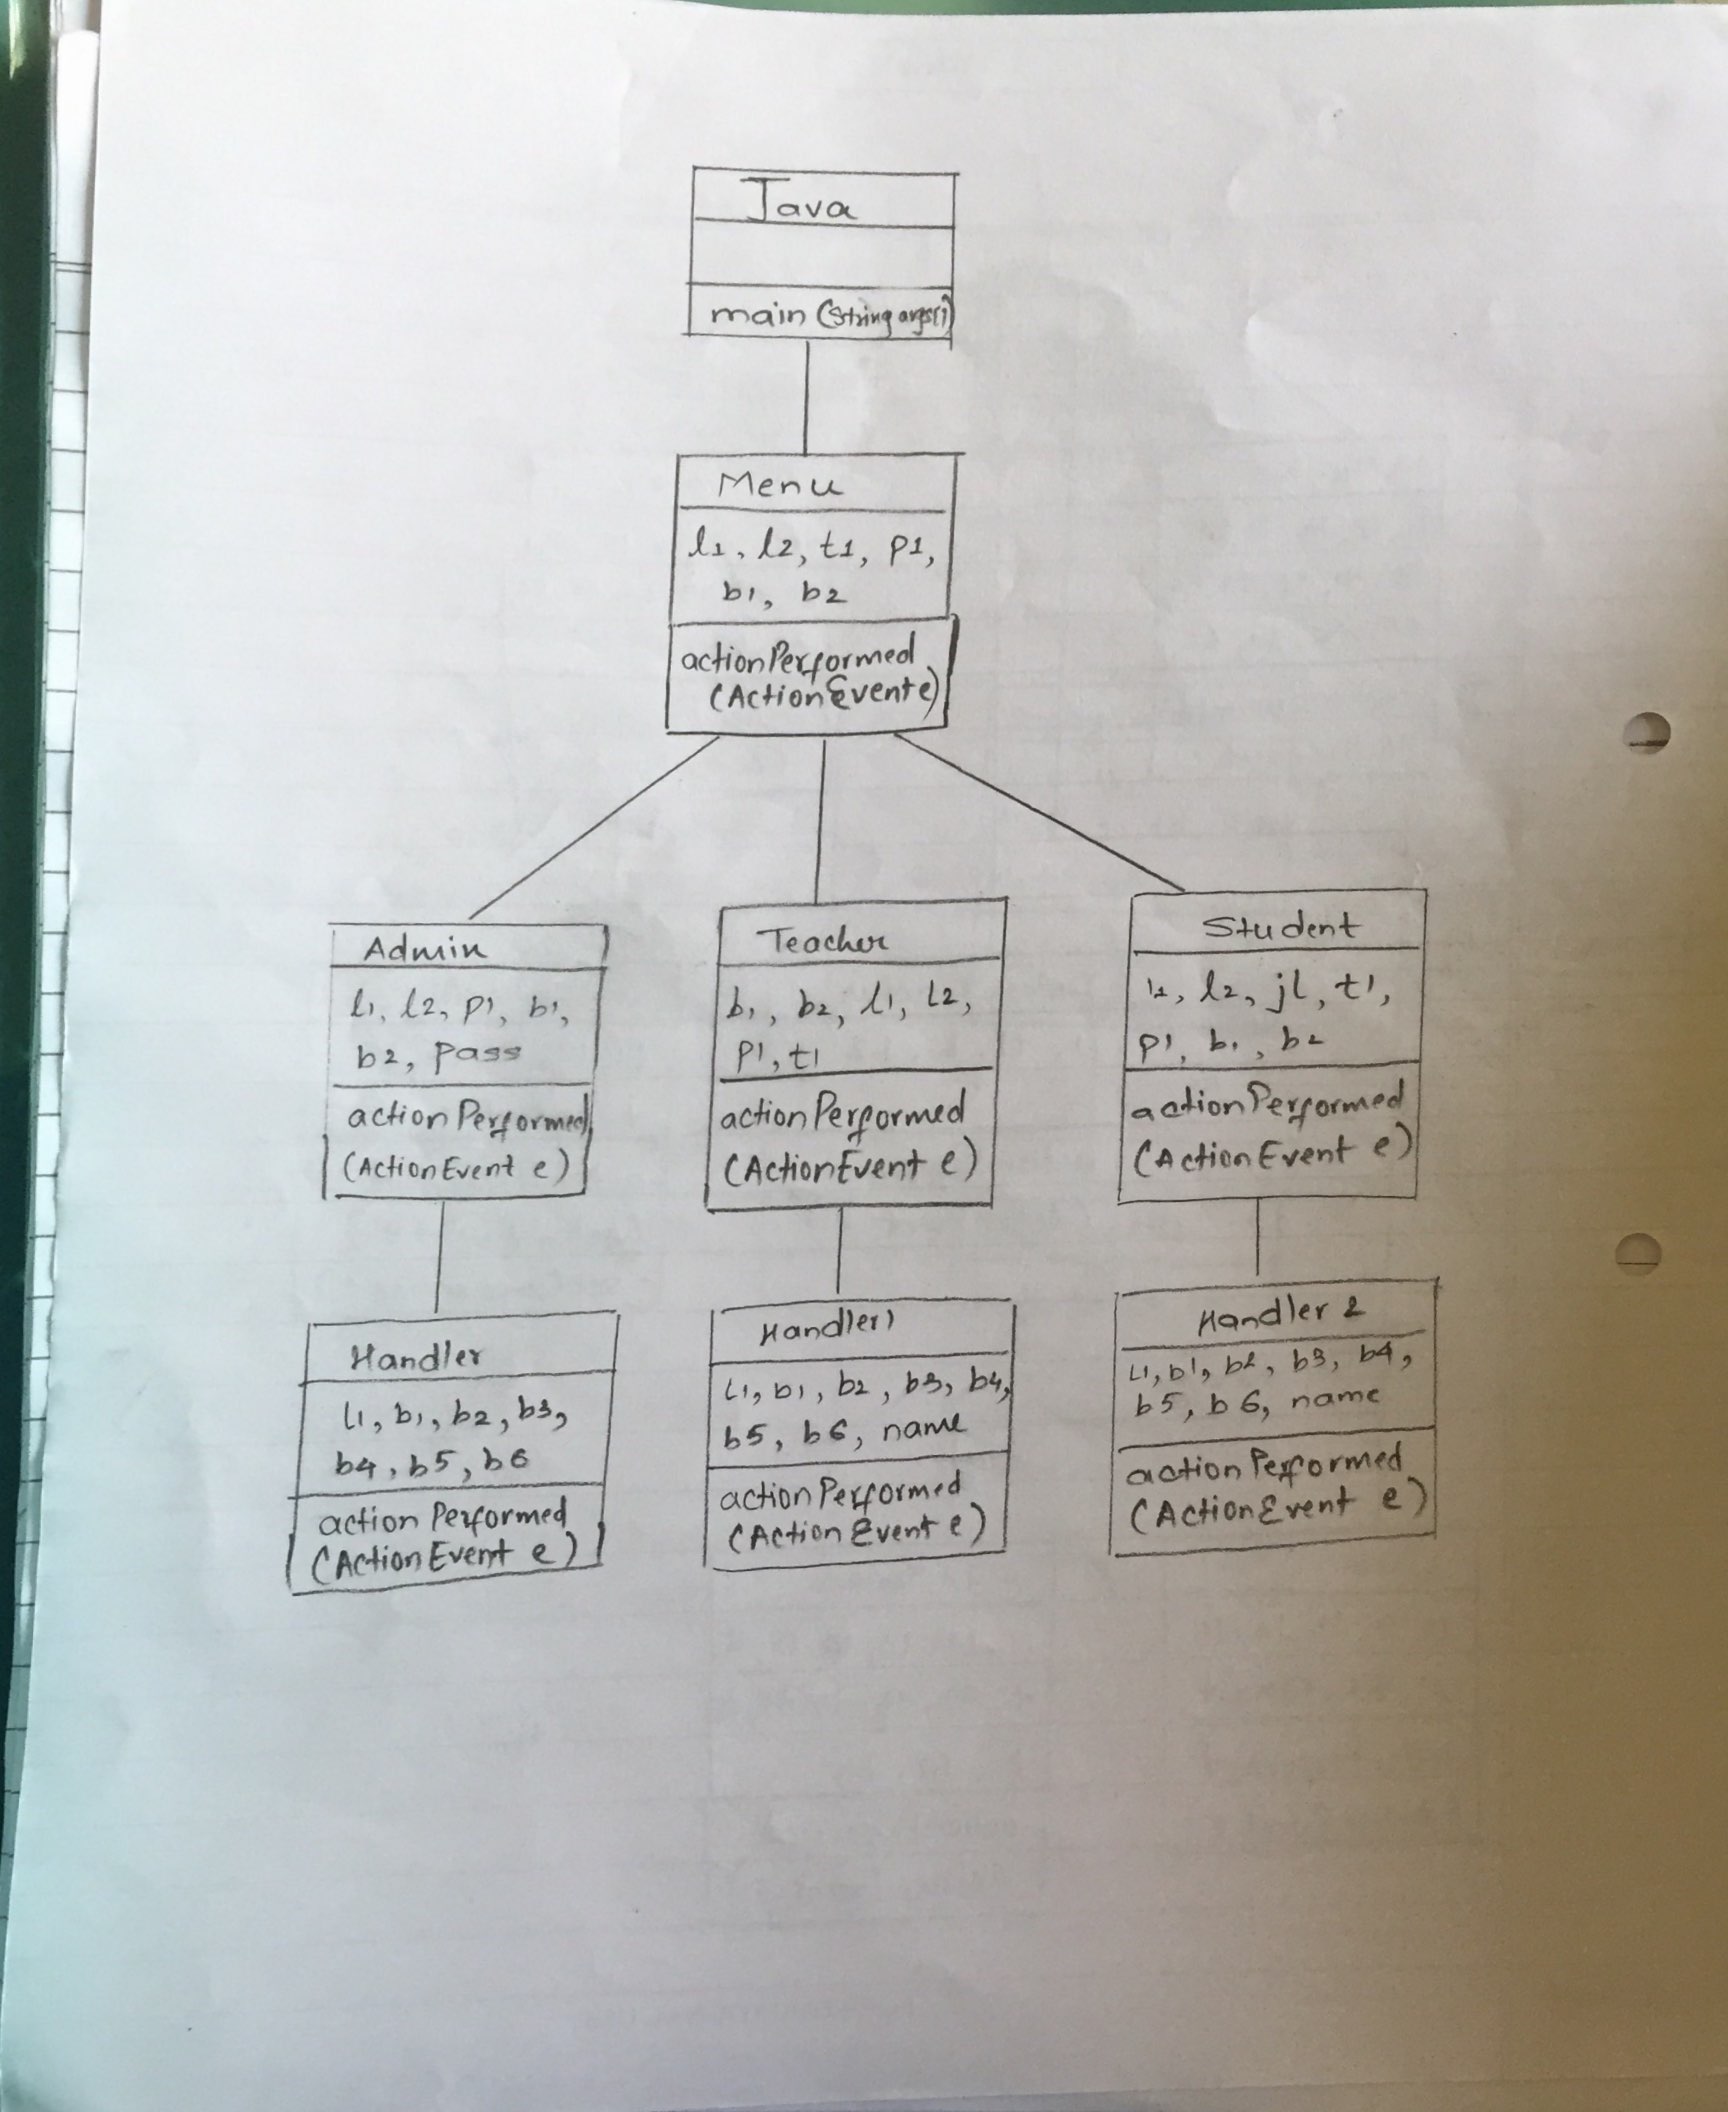 Java
main (String args[])
Menu
l1, l2, t1, p1,
b1, b2
actionPerformed
(ActionEvent e)
Admin
l1, l2, p1, b1,
b2, pass
actionPerformed
(ActionEvent e)
Teacher
b1, b2, l1, L2,
p1, t1
actionPerformed
(ActionEvent e)
Student
l1, l2, jl, t1,
p1, b1, b2
actionPerformed
(ActionEvent e)
Handler
L1, b1, b2, b3,
b4, b5, b6
actionPerformed
(ActionEvent e)
Handler1
L1, b1, b2, b3, b4,
b5, b6, name
actionPerformed
(ActionEvent e)
Handler 2
L1, b1, b2, b3, b4,
b5, b6, name
actionPerformed
(ActionEvent e)